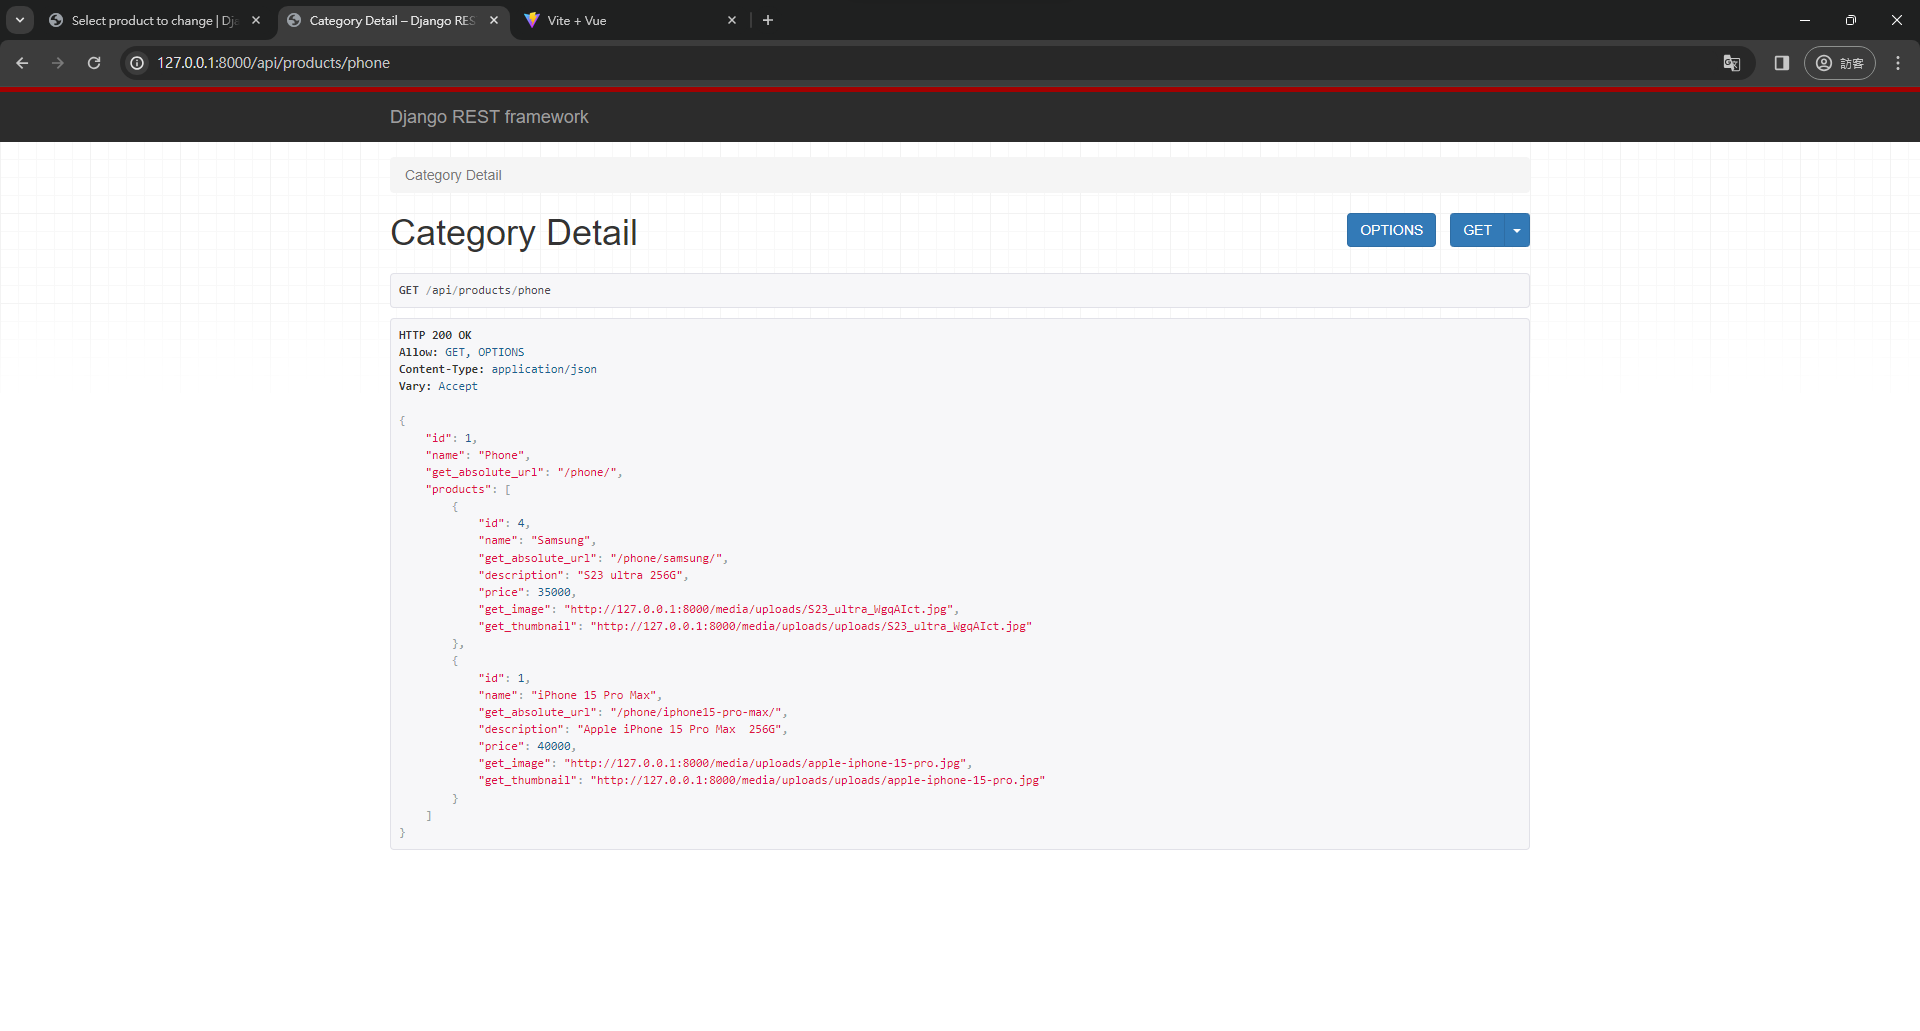 Select product to change | Dj
Category Detail – Django RES
Vite + Vue
127.0.0.1:8000/api/products/phone
訪客
Django REST framework
Category Detail
Category Detail
OPTIONS
GET
GET /api/products/phone
HTTP 200 OK
Allow: GET, OPTIONS
Content-Type: application/json
Vary: Accept
{
    "id": 1,
    "name": "Phone",
    "get_absolute_url": "/phone/",
    "products": [
        {
            "id": 4,
            "name": "Samsung",
            "get_absolute_url": "/phone/samsung/",
            "description": "S23 ultra 256G",
            "price": 35000,
            "get_image": "http://127.0.0.1:8000/media/uploads/S23_ultra_WgqAIct.jpg",
            "get_thumbnail": "http://127.0.0.1:8000/media/uploads/uploads/S23_ultra_WgqAIct.jpg"
        },
        {
            "id": 1,
            "name": "iPhone 15 Pro Max",
            "get_absolute_url": "/phone/iphone15-pro-max/",
            "description": "Apple iPhone 15 Pro Max  256G",
            "price": 40000,
            "get_image": "http://127.0.0.1:8000/media/uploads/apple-iphone-15-pro.jpg",
            "get_thumbnail": "http://127.0.0.1:8000/media/uploads/uploads/apple-iphone-15-pro.jpg"
        }
    ]
}